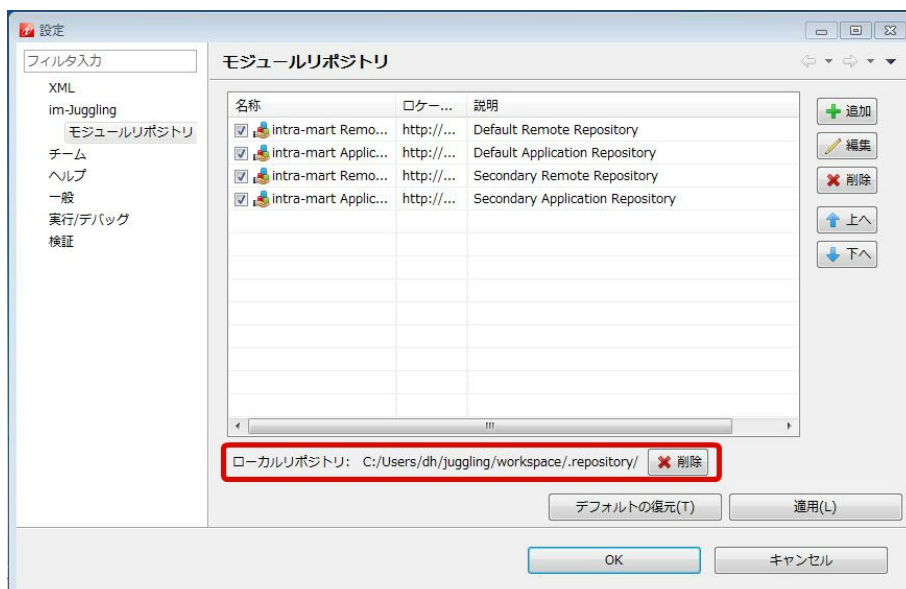 設定
フィルタ入力
XML
im-Juggling
モジュールリポジトリ
チーム
ヘルプ
一般
実行/デバッグ
検証
モジュールリポジトリ
名称 ロケー... 説明
intra-mart Remo... http://... Default Remote Repository
intra-mart Applic... http://... Default Application Repository
intra-mart Remo... http://... Secondary Remote Repository
intra-mart Applic... http://... Secondary Application Repository
追加
編集
削除
上へ
下へ
ローカルリポジトリ: C:/Users/dh/juggling/workspace/.repository/ 削除
デフォルトの復元(T) 適用(L)
OK キャンセル